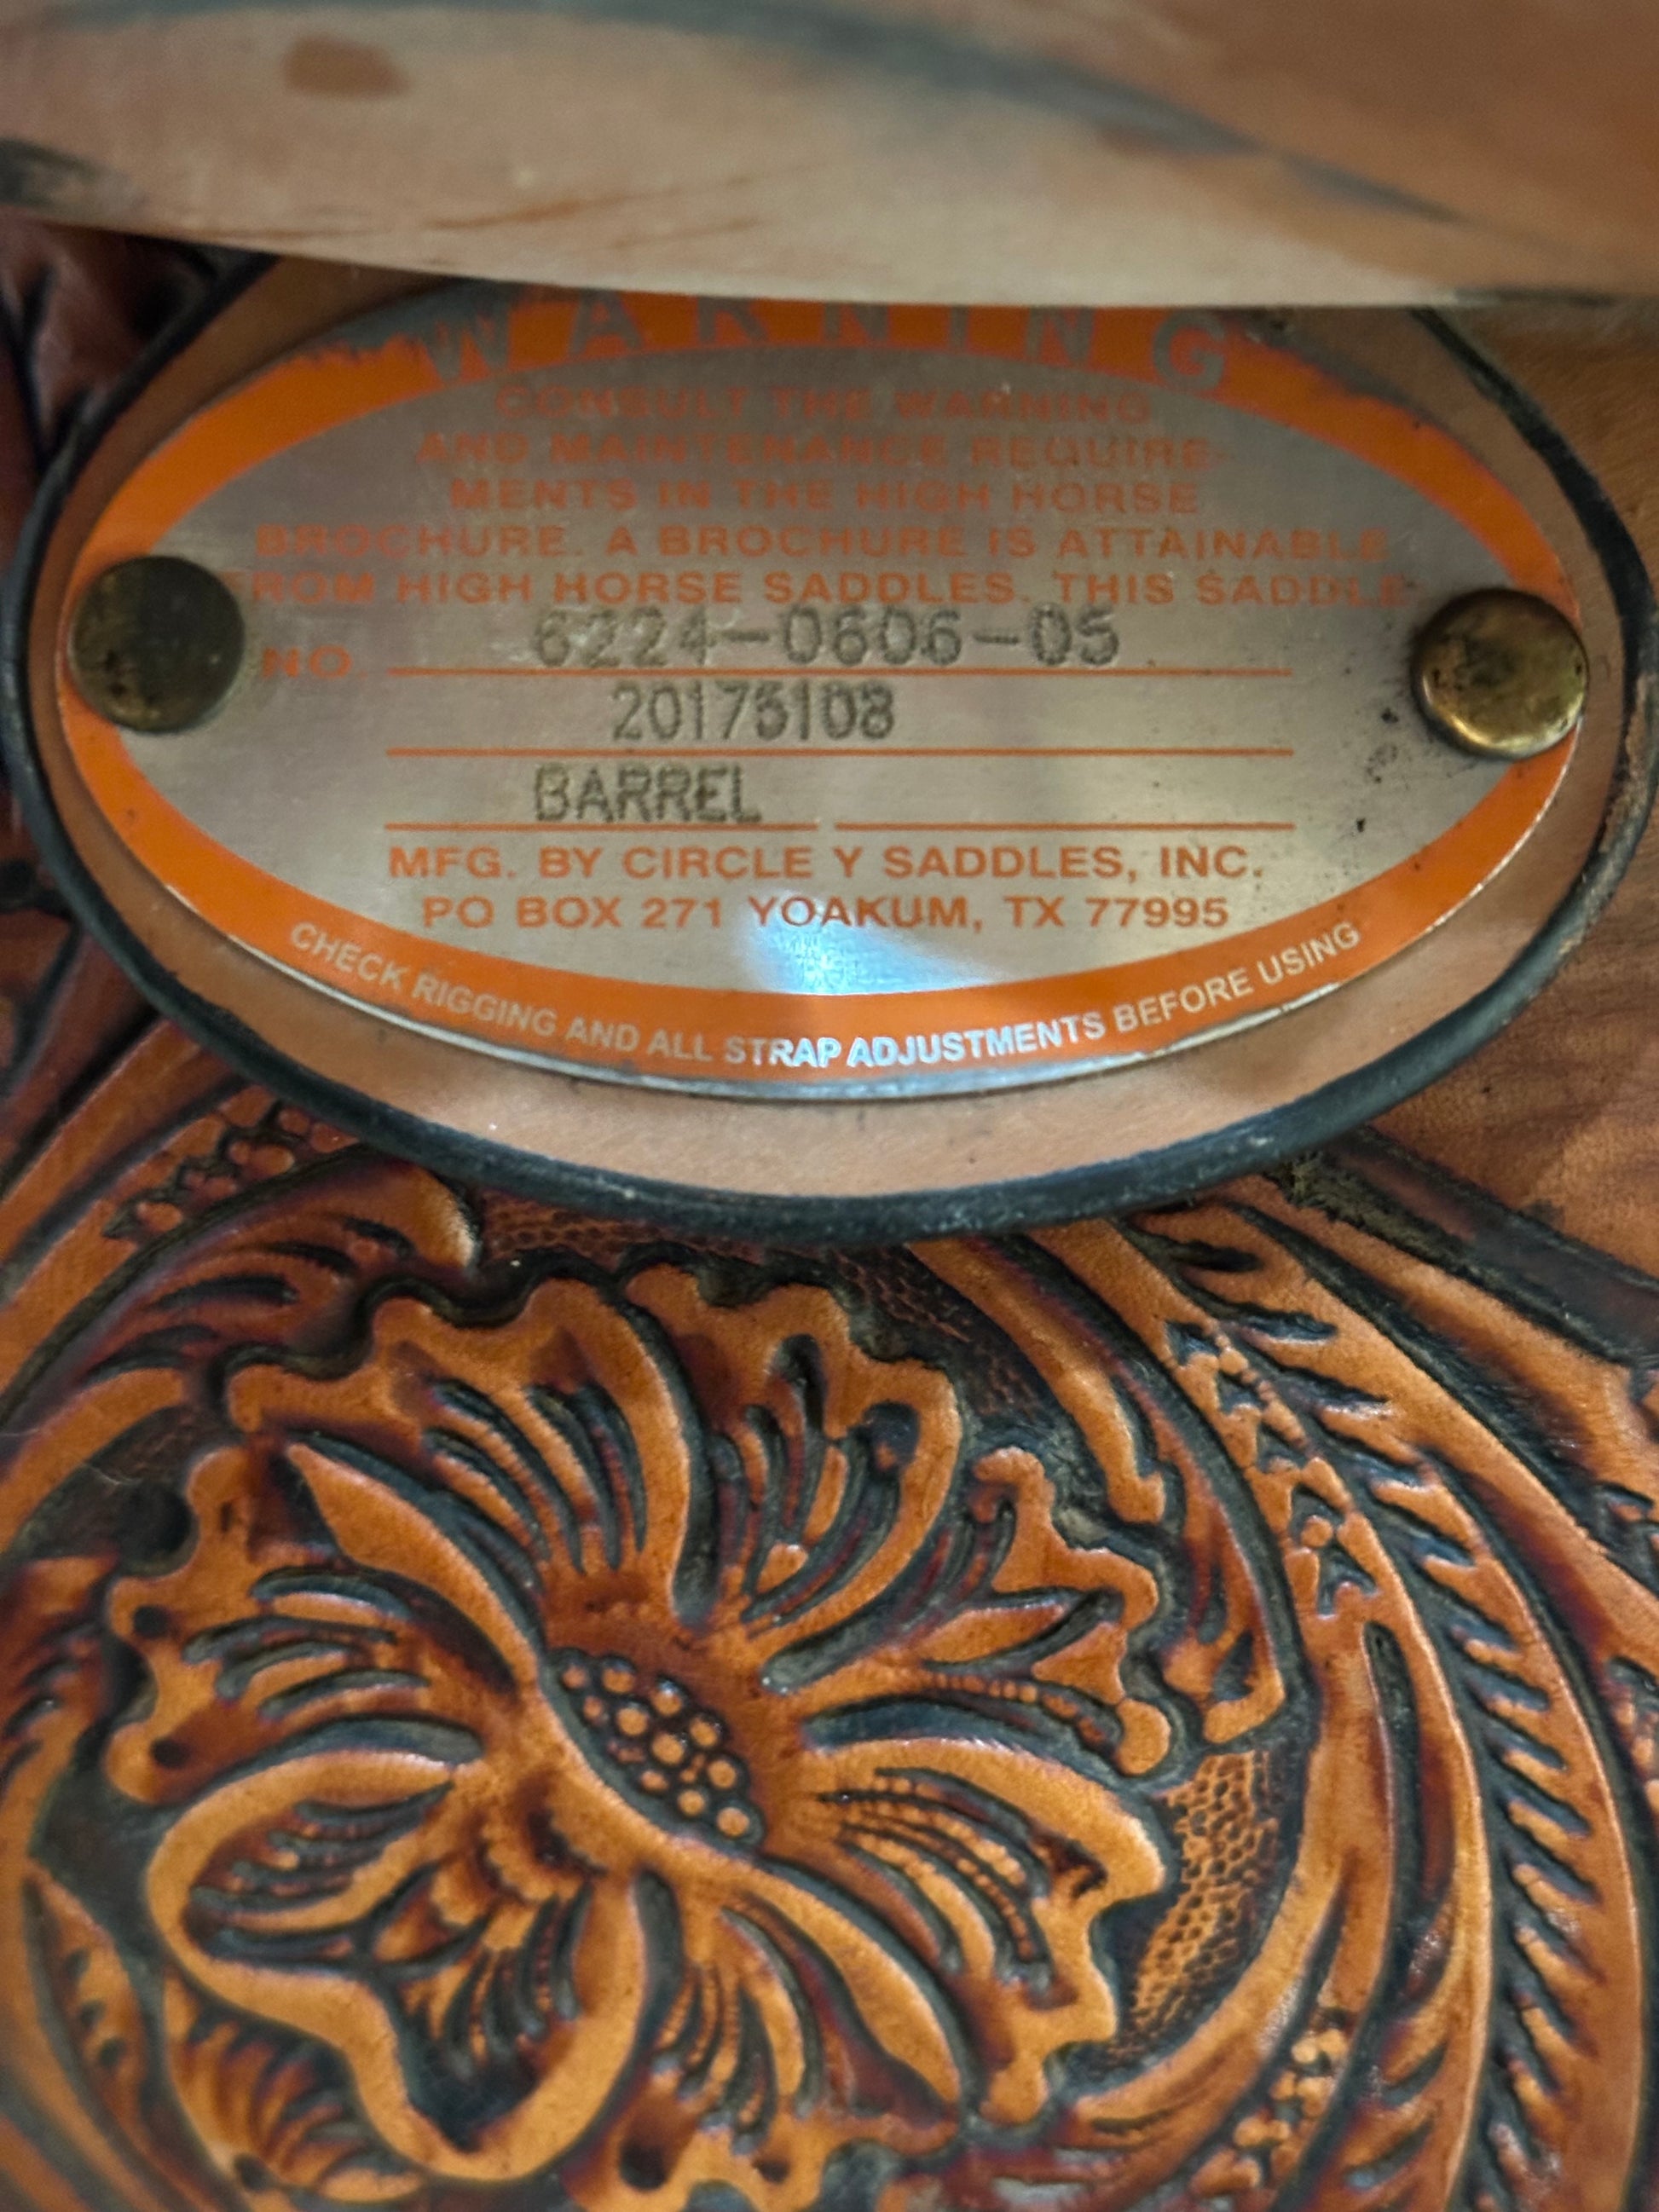 WARNING
CONSULT THE WARNING
AND MAINTENANCE REQUIRE-
MENTS IN THE HIGH HORSE
BROCHURE. A BROCHURE IS ATTAINABLE
FROM HIGH HORSE SADDLES. THIS SADDLE
NO. 6224-0606-05
20175108
BARREL
MFG. BY CIRCLE Y SADDLES, INC.
PO BOX 271 YOAKUM, TX 77995
CHECK RIGGING AND ALL STRAP ADJUSTMENTS BEFORE USING